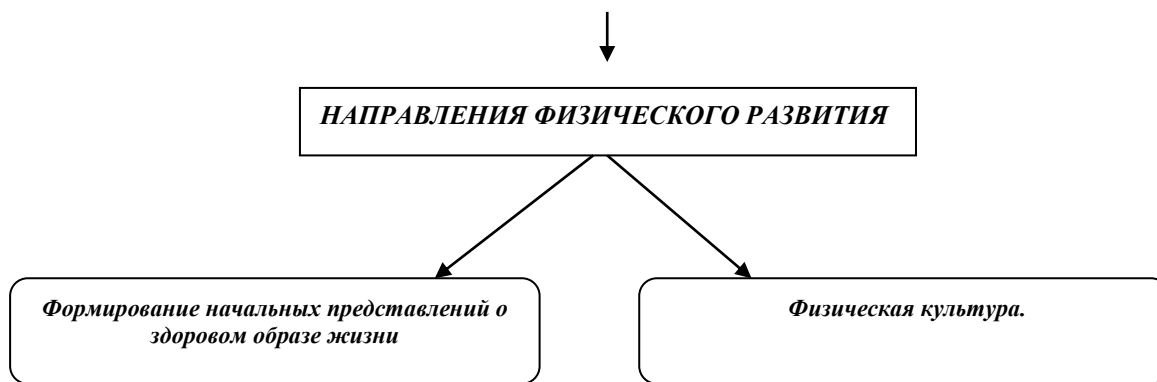 НАПРАВЛЕНИЯ ФИЗИЧЕСКОГО РАЗВИТИЯ
Формирование начальных представлений о
здоровом образе жизни
Физическая культура.